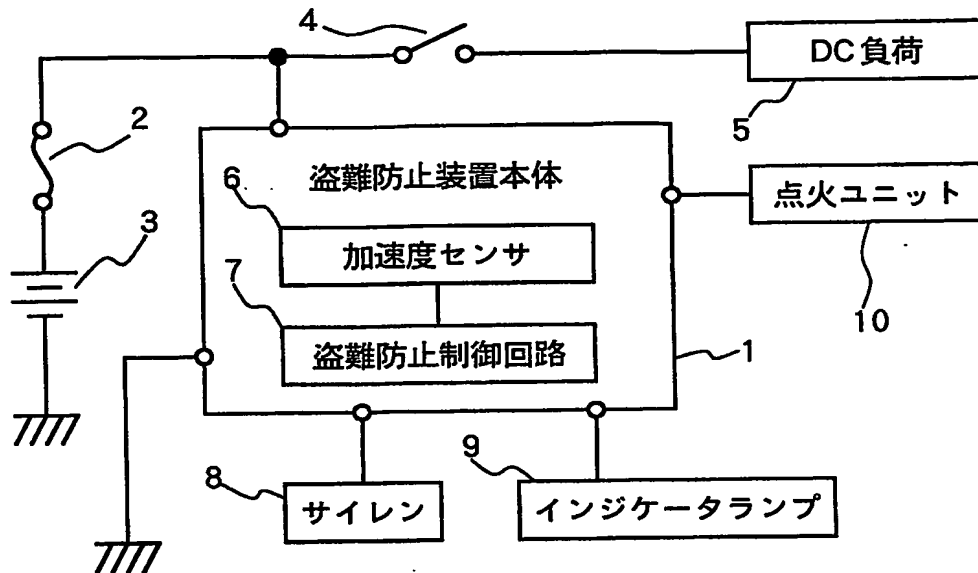 4
DC負荷
5
2
盗難防止装置本体
6
加速度センサ
点火ユニット
10
3
7
盗難防止制御回路
1
8
サイレン
9
インジケータランプ